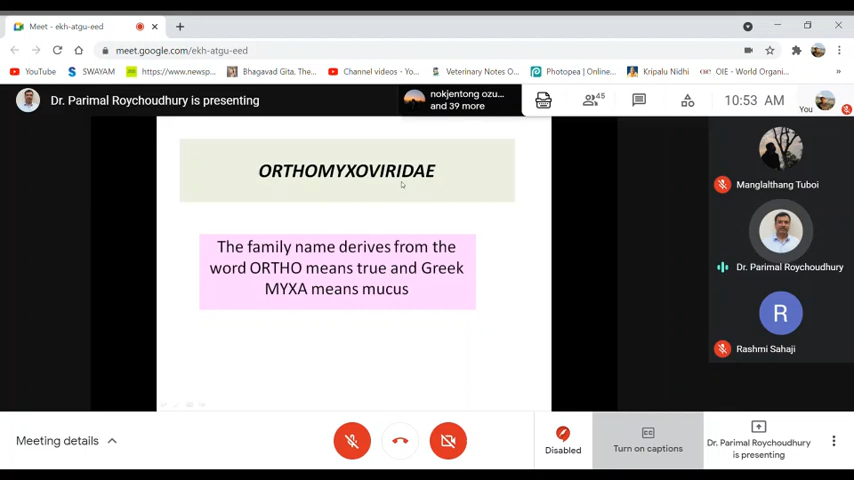 Meet - ekh-atgu-eed
meet.google.com/ekh-atgu-eed
YouTube
SWAYAM
https://www.newsp...
Bhagavad Gita, The...
Channel videos - Yo...
Veterinary Notes O...
Photopea | Online...
Kripalu Nidhi
OIE - World Organi...
Dr. Parimal Roychoudhury is presenting
nokjentong ozu...
and 39 more
45
10:53 AM
You
ORTHOMYXOVIRIDAE
The family name derives from the
word ORTHO means true and Greek
MYXA means mucus
Manglalthang Tuboi
Dr. Parimal Roychoudhury
R
Rashmi Sahaji
Meeting details
Disabled
CC
Turn on captions
Dr. Parimal Roychoudhury
is presenting